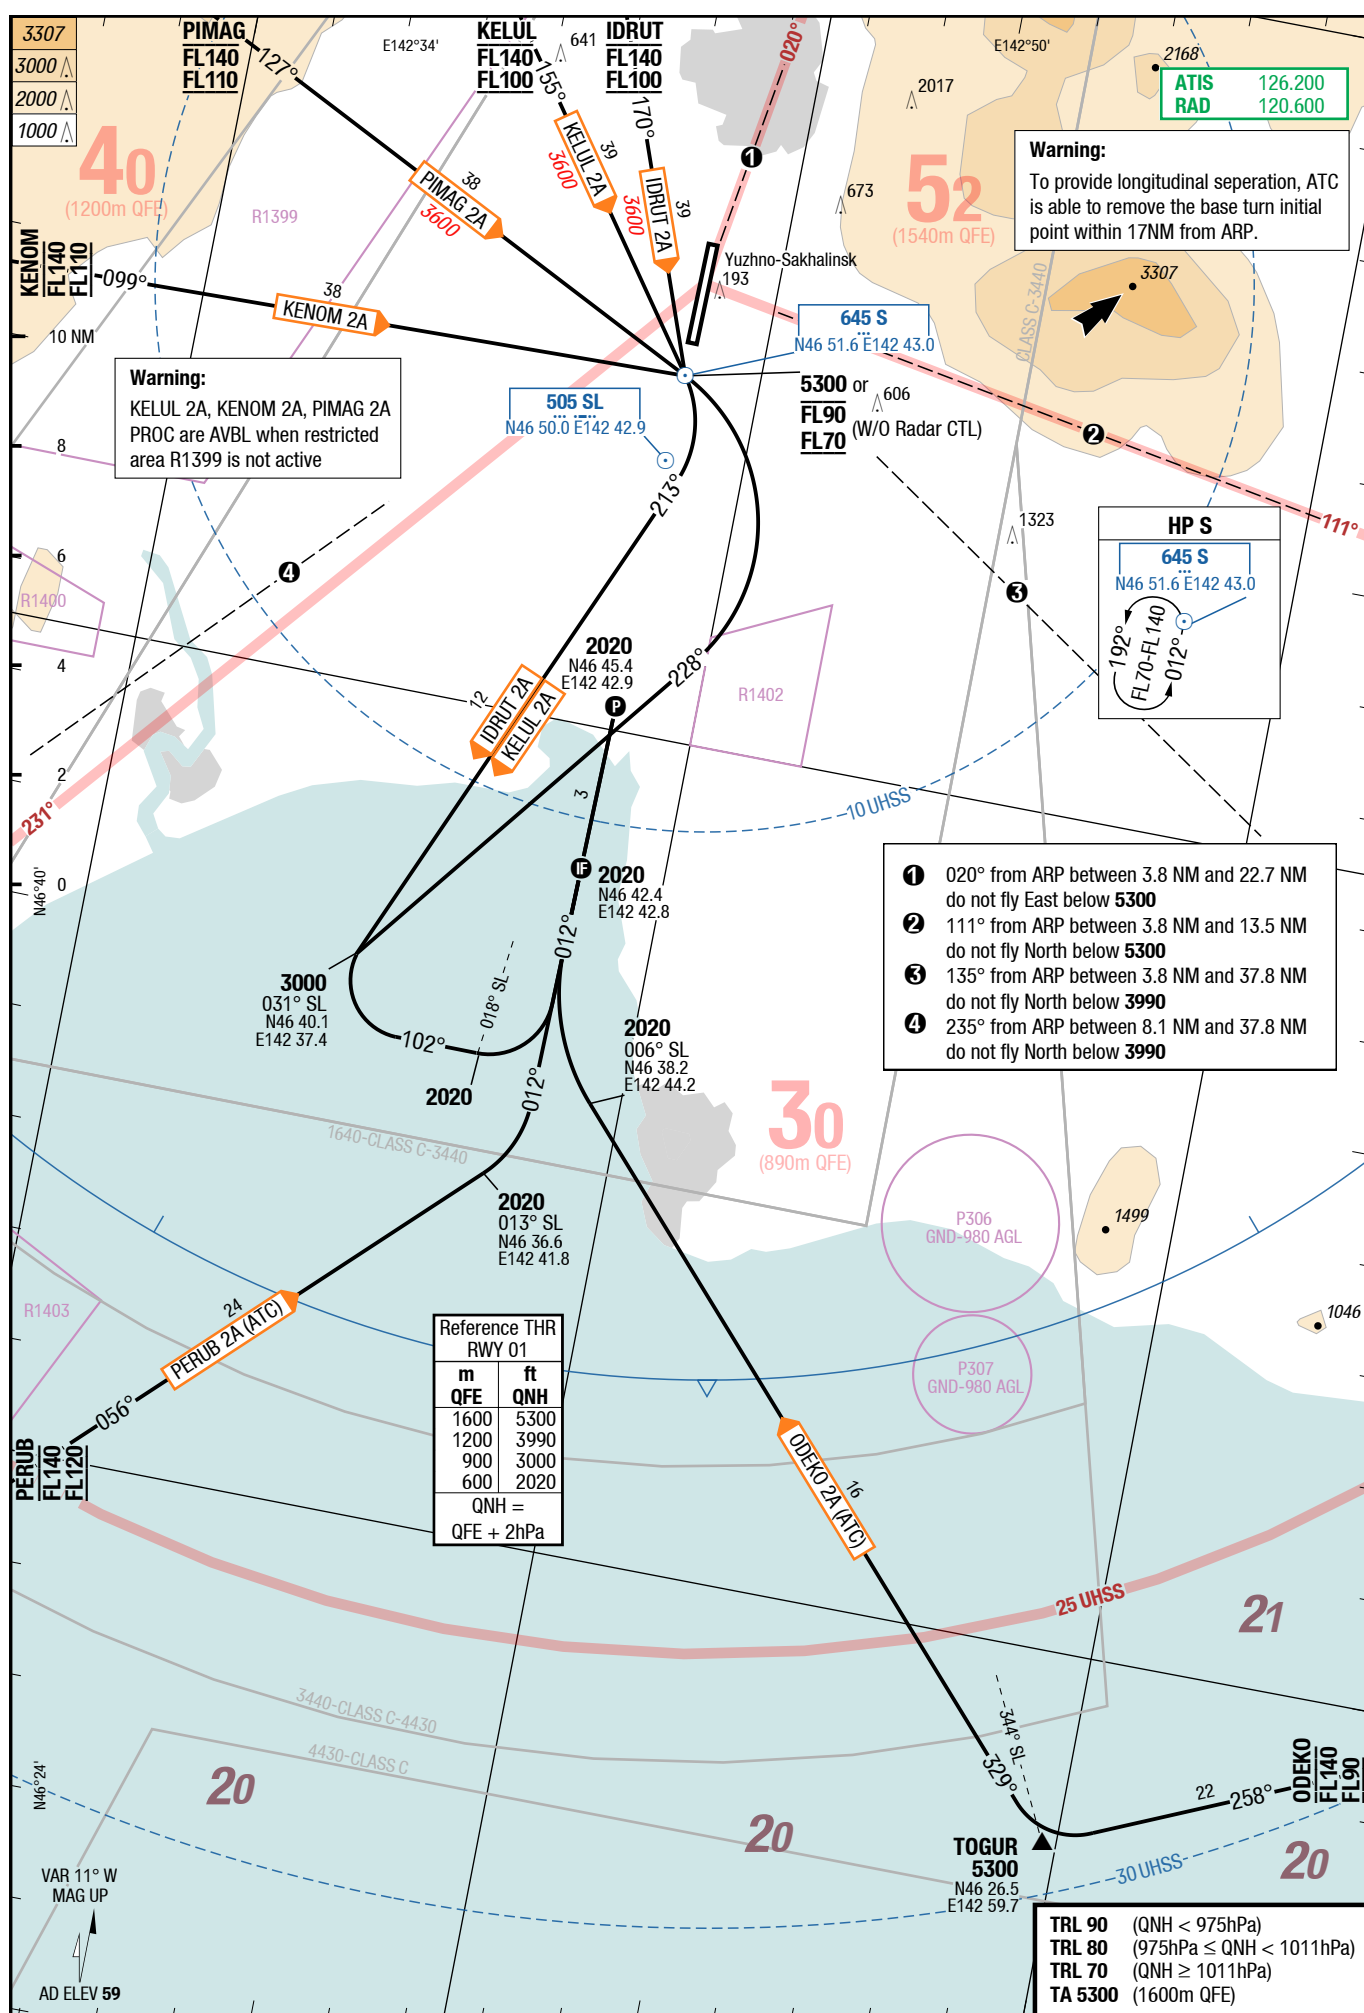 3307
3000
2000
1000
PIMAG
FL140
FL110
127°
E142°34'
KELUL
FL140
FL100
155°
641
IDRUT
FL140
FL100
170°
020°
E142°50'
2168
2017
ATIS 126.200
RAD 120.600
Warning:
To provide longitudinal seperation, ATC
is able to remove the base turn initial
point within 17NM from ARP.
40
(1200m QFE)
R1399
38
PIMAG 2A
3600
39
KELUL 2A
3600
39
IDRUT 2A
3600
1
673
52
(1540m QFE)
KENOM
FL140
FL110
099°
38
KENOM 2A
Yuzhno-Sakhalinsk
193
3307
CLASS C-3440
10 NM
645 S
N46 51.6 E142 43.0
Warning:
KELUL 2A, KENOM 2A, PIMAG 2A
PROC are AVBL when restricted
area R1399 is not active
505 SL
N46 50.0 E142 42.9
5300 or
FL90
FL70 (W/O Radar CTL)
606
2
111°
8
213°
1323
HP S
645 S
N46 51.6 E142 43.0
192°
FL70-FL140
012°
6
4
3
R1400
4
2020
N46 45.4
E142 42.9
P
228°
R1402
12
IDRUT 2A
KELUL 2A
2
3
10 UHSS
231°
N46°40'
0
IF
2020
N46 42.4
E142 42.8
012°
1 020° from ARP between 3.8 NM and 22.7 NM
do not fly East below 5300
2 111° from ARP between 3.8 NM and 13.5 NM
do not fly North below 5300
3 135° from ARP between 3.8 NM and 37.8 NM
do not fly North below 3990
4 235° from ARP between 8.1 NM and 37.8 NM
do not fly North below 3990
3000
031° SL
N46 40.1
E142 37.4
018° SL
102°
2020
012°
2020
006° SL
N46 38.2
E142 44.2
30
(890m QFE)
1640-CLASS C-3440
2020
013° SL
N46 36.6
E142 41.8
P306
GND-980 AGL
1499
R1403
24
PERUB 2A (ATC)
056°
1046
P307
GND-980 AGL
Reference THR
RWY 01
m ft
QFE QNH
1600 5300
1200 3990
900 3000
600 2020
QNH =
QFE + 2hPa
PERUB
FL140
FL120
16
ODEKO 2A (ATC)
25 UHSS
21
3440-CLASS C-4430
4430-CLASS C
344° SL
329°
N46°24'
20
20
22
258°
ODEKO
FL140
FL90
TOGUR
5300
N46 26.5
E142 59.7
30 UHSS
20
VAR 11° W
MAG UP
AD ELEV 59
TRL 90 (QNH < 975hPa)
TRL 80 (975hPa ≤ QNH < 1011hPa)
TRL 70 (QNH ≥ 1011hPa)
TA 5300 (1600m QFE)